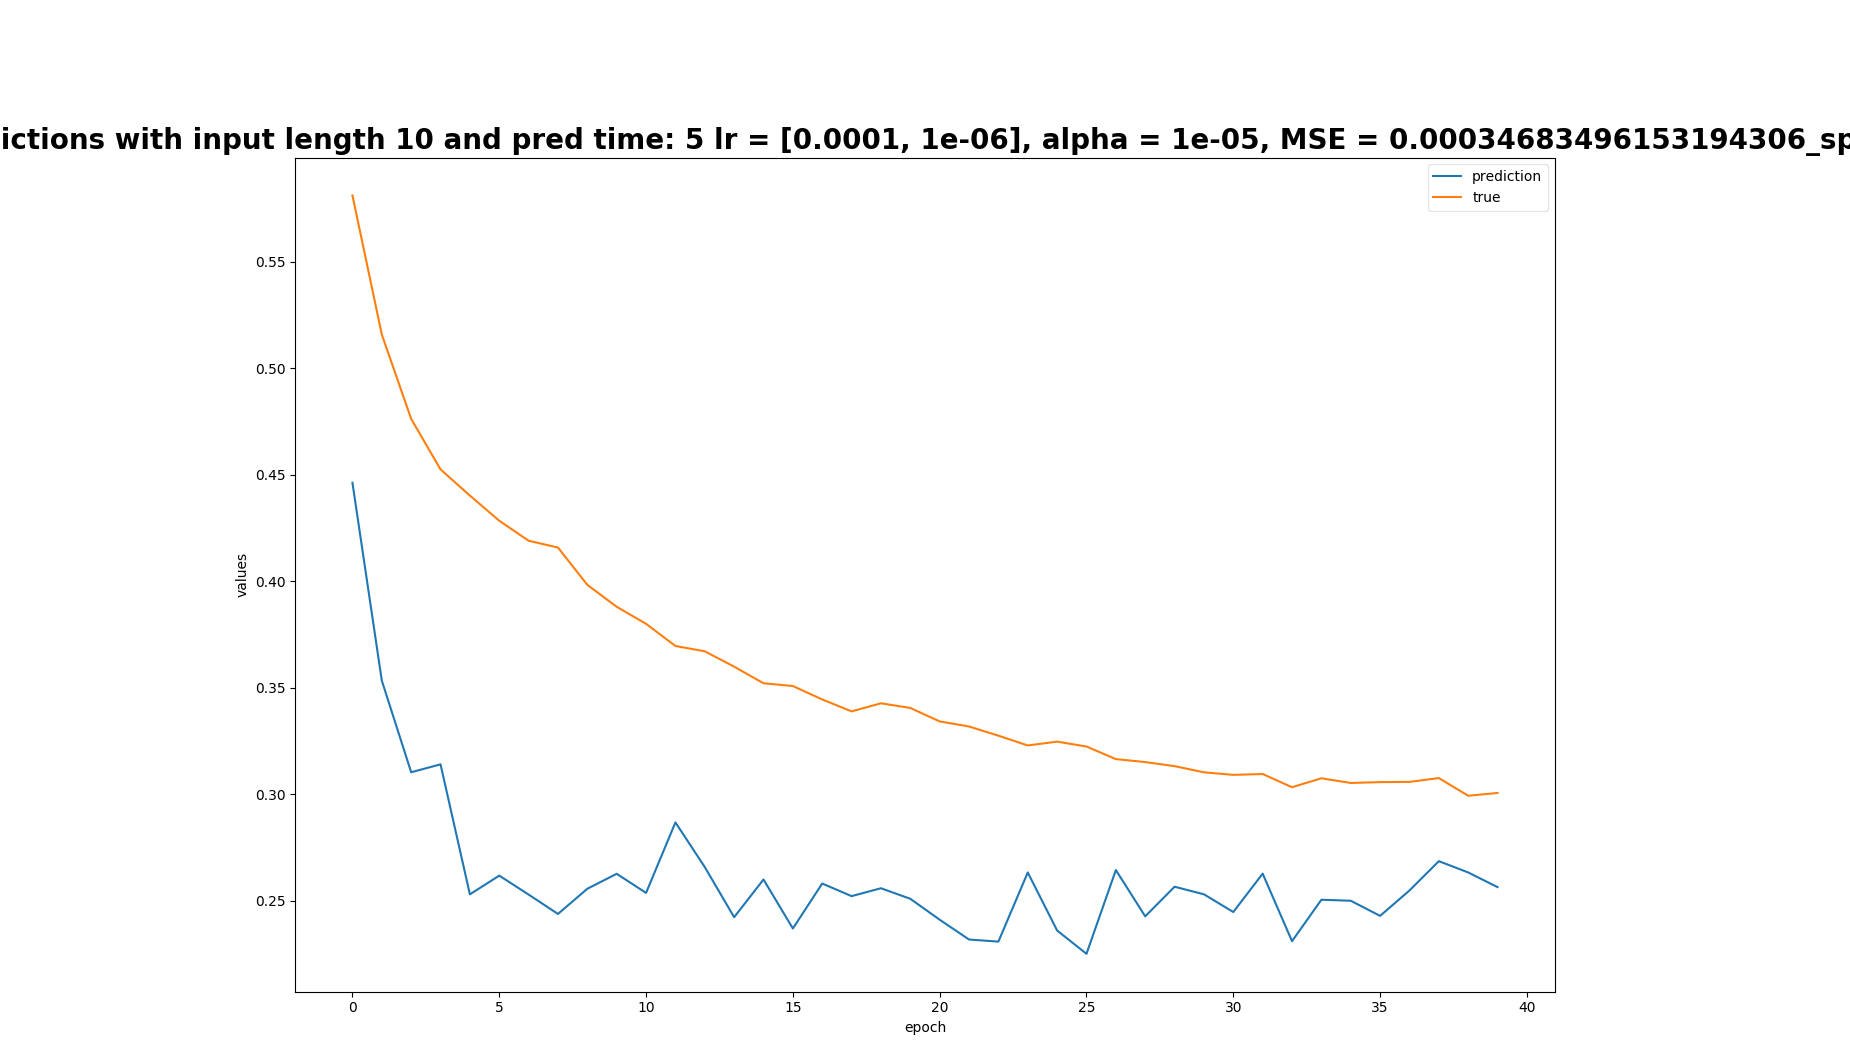 ictions with input length 10 and pred time: 5 lr = [0.0001, 1e-06], alpha = 1e-05, MSE = 0.00034683496153194306_sp
prediction
true
0.55
0.50
0.45
0.40
0.35
0.30
0.25
values
0 5 10 15 20 25 30 35 40
epoch